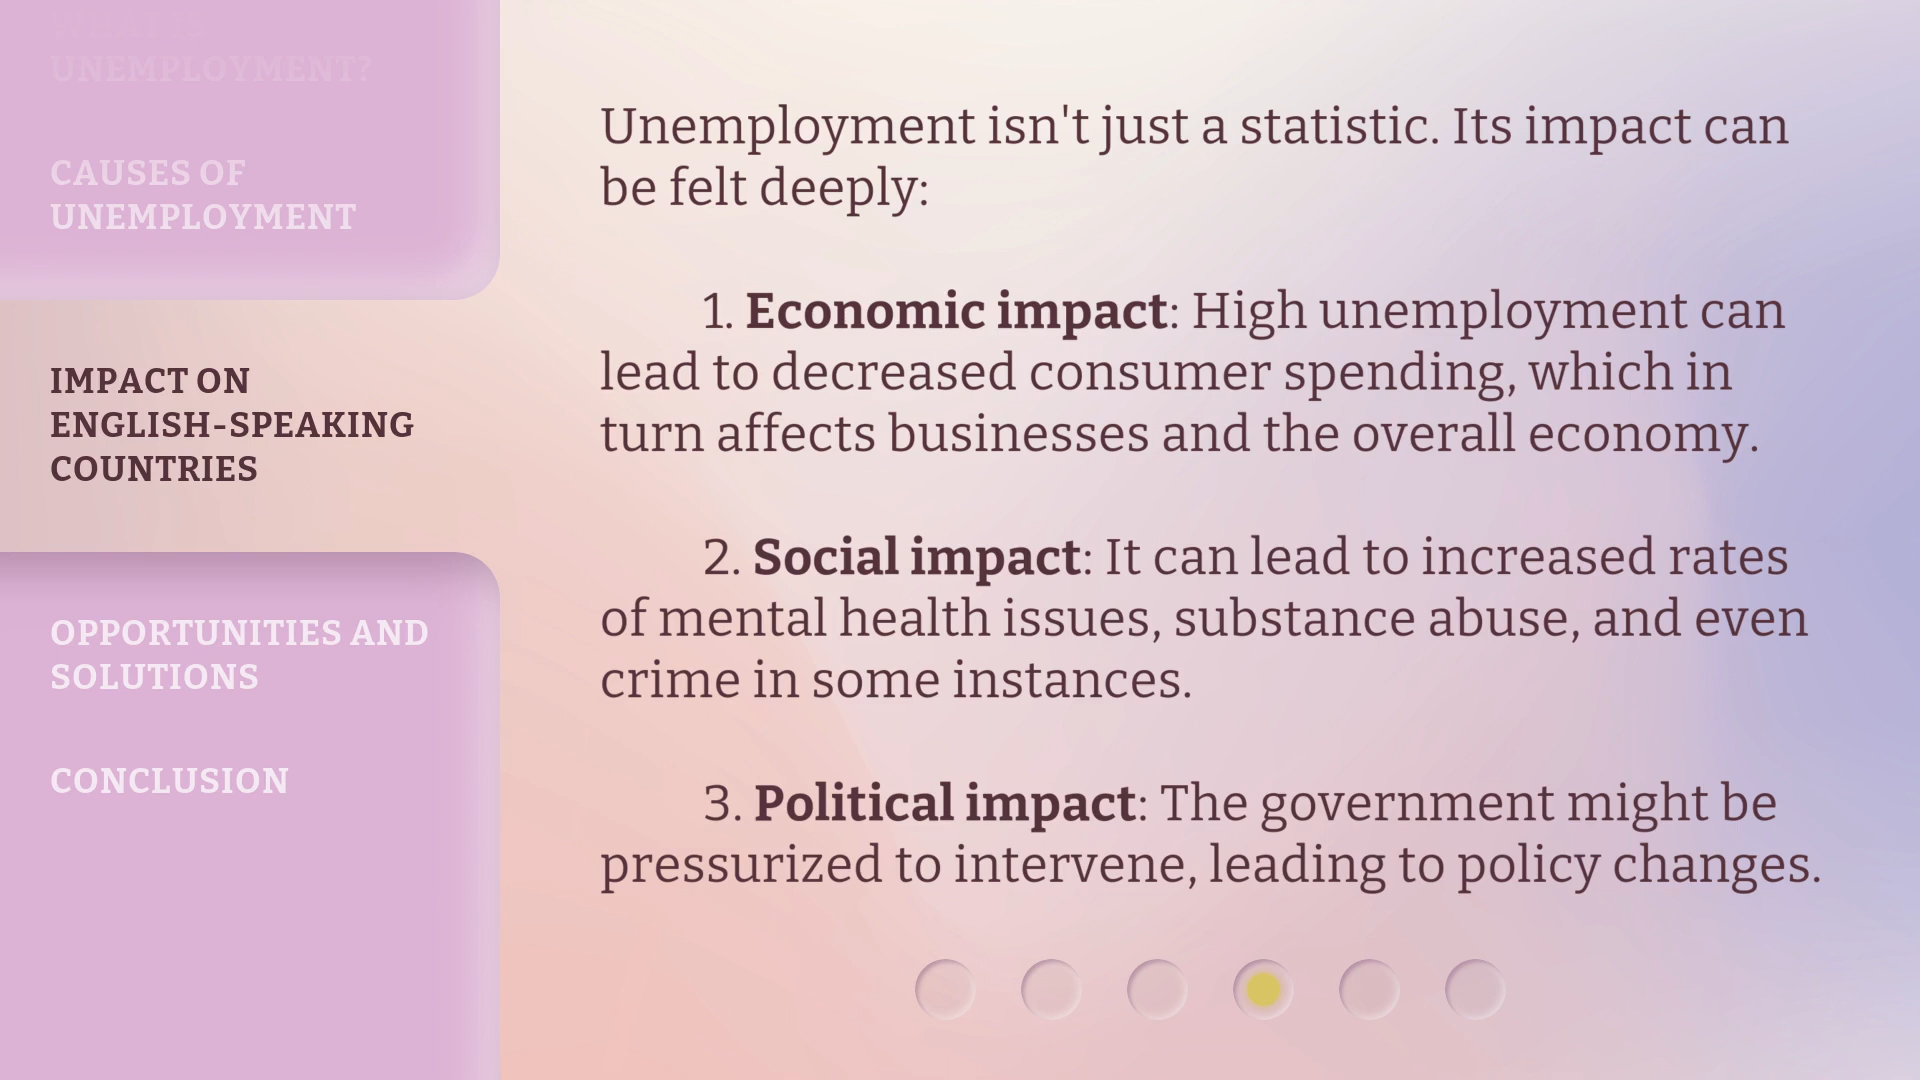 WHAT IS
UNEMPLOYMENT?
CAUSES OF
UNEMPLOYMENT
IMPACT ON
ENGLISH-SPEAKING
COUNTRIES
OPPORTUNITIES AND
SOLUTIONS
CONCLUSION
Unemployment isn't just a statistic. Its impact can
be felt deeply:
1. Economic impact: High unemployment can
lead to decreased consumer spending, which in
turn affects businesses and the overall economy.
2. Social impact: It can lead to increased rates
of mental health issues, substance abuse, and even
crime in some instances.
3. Political impact: The government might be
pressurized to intervene, leading to policy changes.